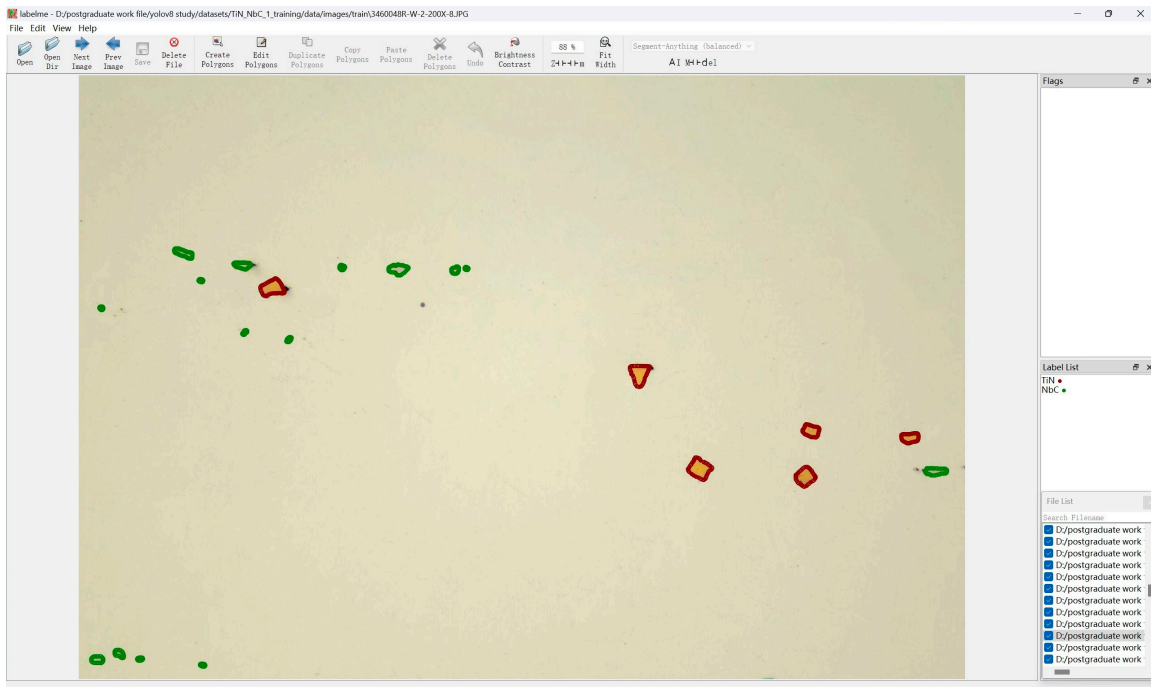 labelme - D:/postgraduate work file/yolov8 study/datasets/TiN_NbC_1_training/data/images/train\3460048R-W-2-200X-8.JPG
File Edit View Help
Open
Open Dir
Next Image
Prev Image
Save
Delete File
Create Polygons
Edit Polygons
Duplicate Polygons
Copy Polygons
Paste Polygons
Delete Polygons
Undo
Brightness Contrast
88 %
Fit Width
Segment-Anything (balanced)
Flags
Label List
TiN
NbC
File List
Search Filename
D:/postgraduate work
D:/postgraduate work
D:/postgraduate work
D:/postgraduate work
D:/postgraduate work
D:/postgraduate work
D:/postgraduate work
D:/postgraduate work
D:/postgraduate work
D:/postgraduate work
D:/postgraduate work
D:/postgraduate work